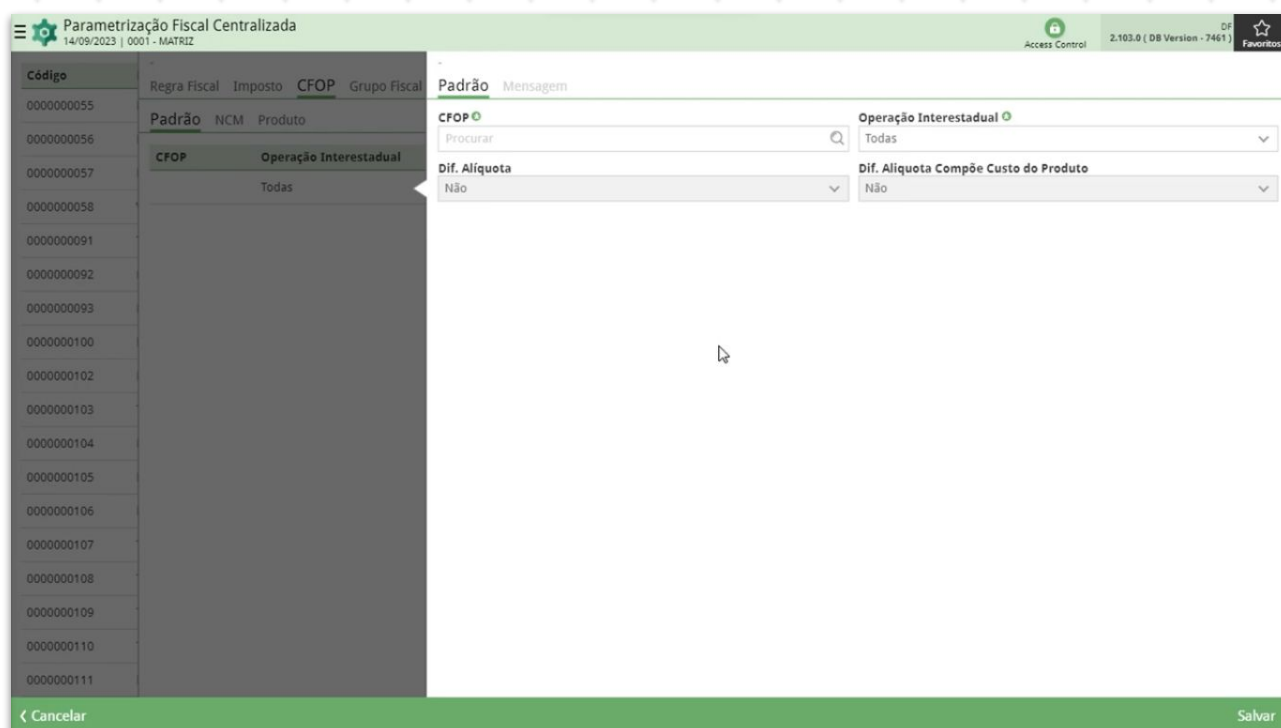 Parametrização Fiscal Centralizada
14/09/2023 | 0001 - MATRIZ
Access Control
DF
2.103.0 ( DB Version - 7461 )
Favoritos
Código
0000000055
0000000056
0000000057
0000000058
0000000091
0000000092
0000000093
0000000100
0000000102
0000000103
0000000104
0000000105
0000000106
0000000107
0000000108
0000000109
0000000110
0000000111
-
Regra Fiscal Imposto CFOP Grupo Fiscal
Padrão NCM Produto
CFOP Operação Interestadual
Todas
-
Padrão Mensagem
CFOP
Procurar
Operação Interestadual
Todas
Dif. Alíquota
Não
Dif. Aliquota Compõe Custo do Produto
Não
Cancelar
Salvar